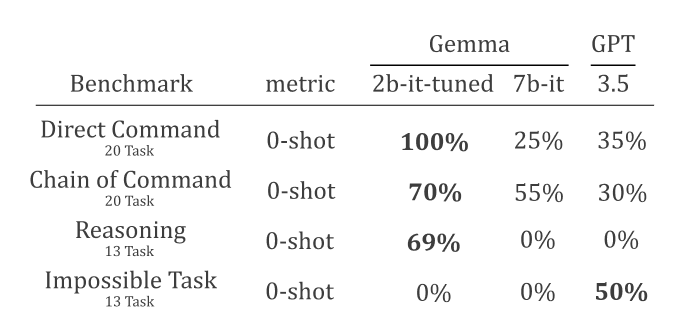 Gemma GPT
Benchmark metric 2b-it-tuned 7b-it 3.5
Direct Command 0-shot 100% 25% 35%
20 Task
Chain of Command 0-shot 70% 55% 30%
20 Task
Reasoning 0-shot 69% 0% 0%
13 Task
Impossible Task 0-shot 0% 0% 50%
13 Task